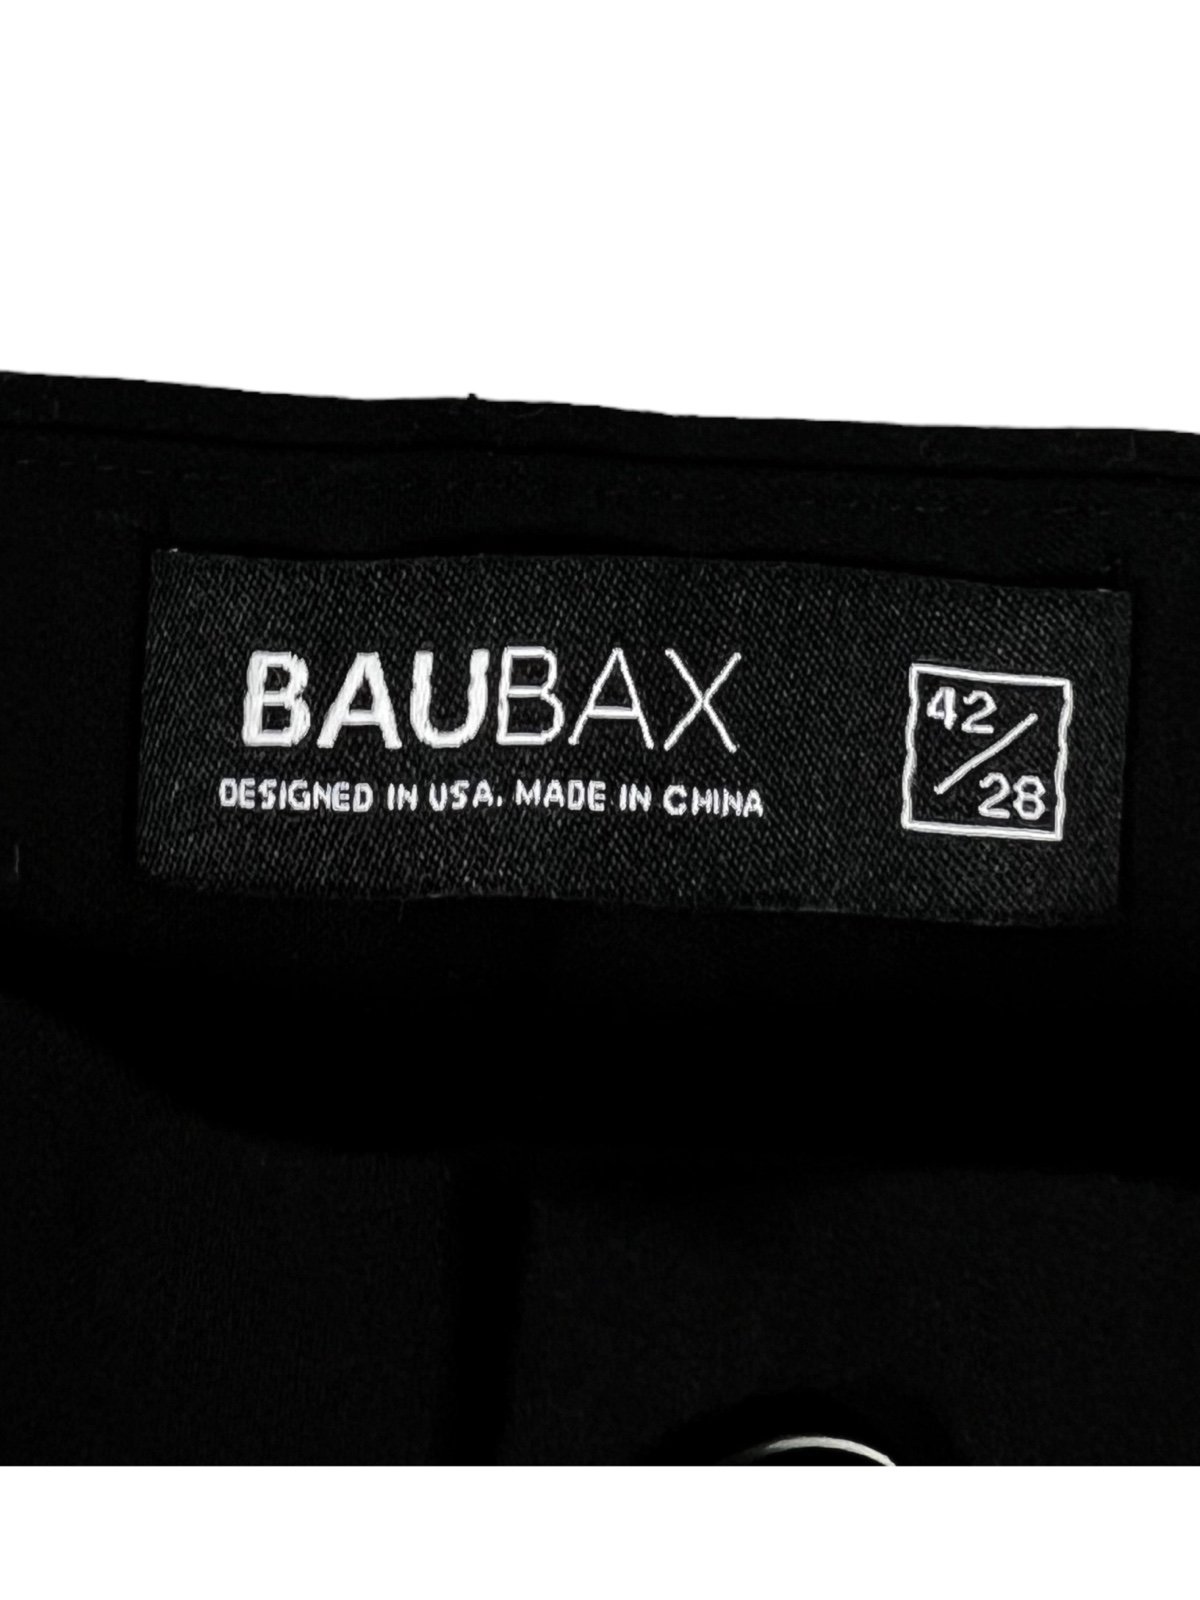 BAUBAX
DESIGNED IN USA. MADE IN CHINA
42/28